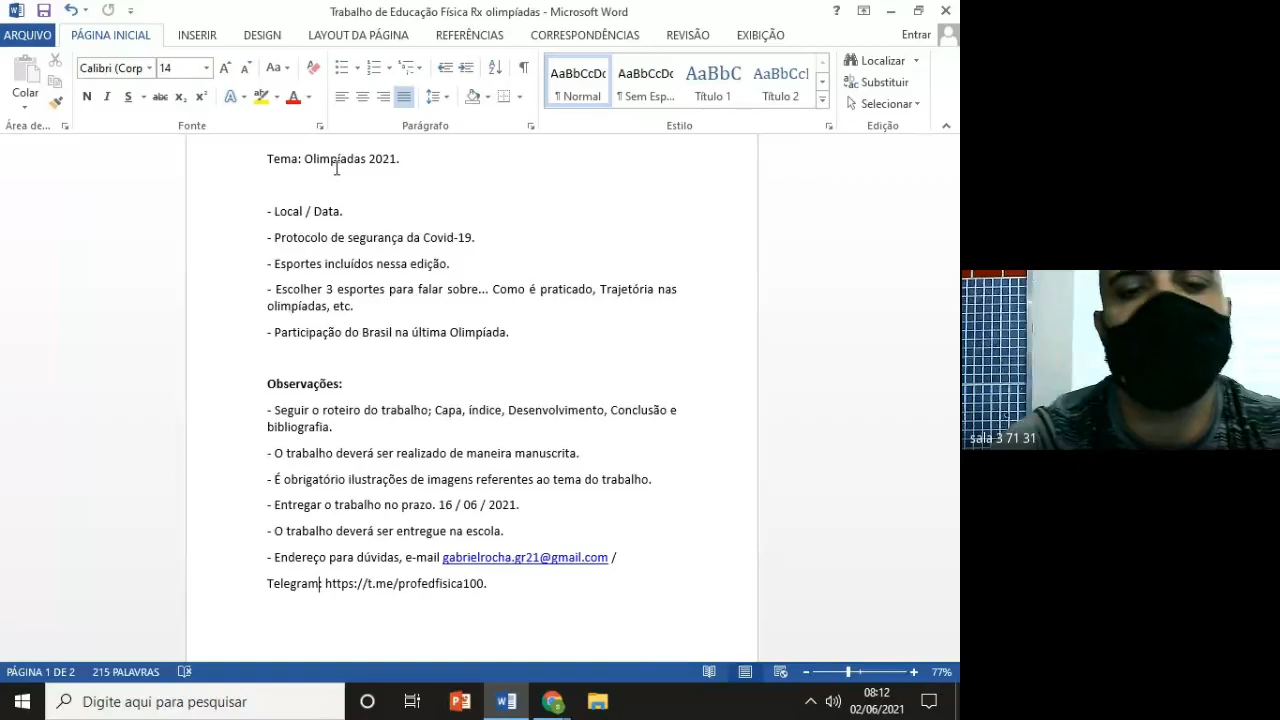 Trabalho de Educação Física Rx olimpíadas - Microsoft Word
ARQUIVO PÁGINA INICIAL INSERIR DESIGN LAYOUT DA PÁGINA REFERÊNCIAS CORRESPONDÊNCIAS REVISÃO EXIBIÇÃO Entrar
Calibri (Corp 14 Aa
Colar
N I S abc x₂ x² A A
AaBbCcDc AaBbCcDc AaBbC AaBbCcl
¶ Normal ¶ Sem Esp... Título 1 Título 2
Localizar
Substituir
Selecionar
Área de... Fonte Parágrafo Estilo Edição
Tema: Olimpíadas 2021.
- Local / Data.
- Protocolo de segurança da Covid-19.
- Esportes incluídos nessa edição.
- Escolher 3 esportes para falar sobre... Como é praticado, Trajetória nas
olimpíadas, etc.
- Participação do Brasil na última Olimpíada.
Observações:
- Seguir o roteiro do trabalho; Capa, índice, Desenvolvimento, Conclusão e
bibliografia.
- O trabalho deverá ser realizado de maneira manuscrita.
- É obrigatório ilustrações de imagens referentes ao tema do trabalho.
- Entregar o trabalho no prazo. 16 / 06 / 2021.
- O trabalho deverá ser entregue na escola.
- Endereço para dúvidas, e-mail gabrielrocha.gr21@gmail.com /
Telegram: https://t.me/profedfisica100.
sala 3 71 31
PÁGINA 1 DE 2 215 PALAVRAS 77%
Digite aqui para pesquisar
08:12
02/06/2021